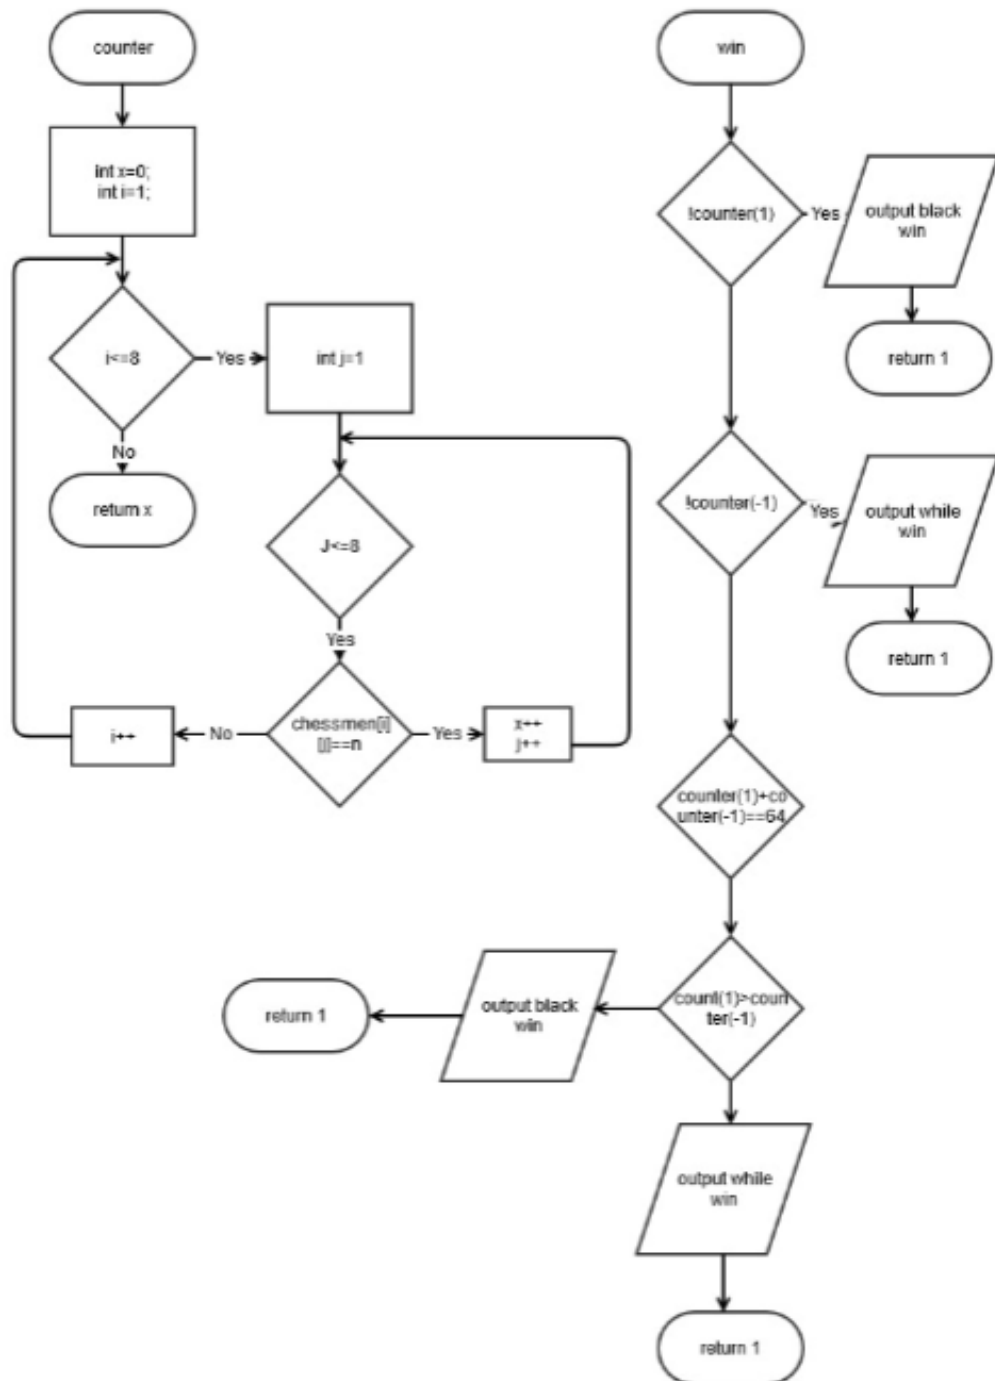 counter
int x=0;
int i=1;
i<=8
Yes
int j=1
No
return x
J<=8
Yes
chessmen[i]
[j]==n
No
i++
Yes
x++
j++
win
!counter(1)
Yes
output black
win
return 1
!counter(-1)
Yes
output while
win
return 1
counter(1)+co
unter(-1)==64
count(1)>coun
ter(-1)
output black
win
return 1
output while
win
return 1